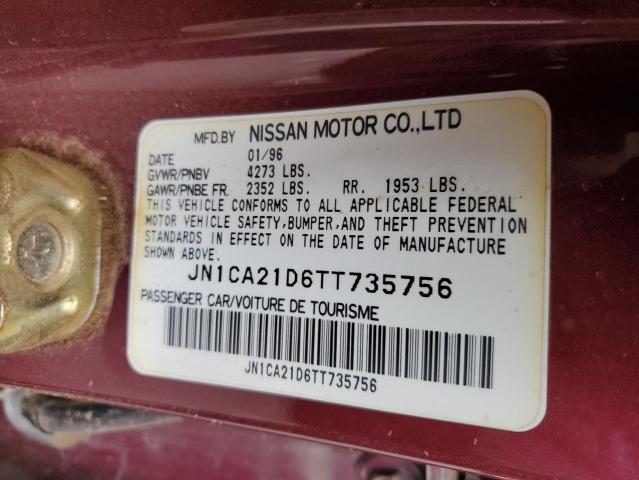 MFD.BY NISSAN MOTOR CO.,LTD
DATE 01/96
GVWR/PNBV 4273 LBS.
GAWR/PNBE FR. 2352 LBS. RR. 1953 LBS.
THIS VEHICLE CONFORMS TO ALL APPLICABLE FEDERAL
MOTOR VEHICLE SAFETY,BUMPER,AND THEFT PREVENTION
STANDARDS IN EFFECT ON THE DATE OF MANUFACTURE
SHOWN ABOVE.
JN1CA21D6TT735756
PASSENGER CAR/VOITURE DE TOURISME
JN1CA21D6TT735756